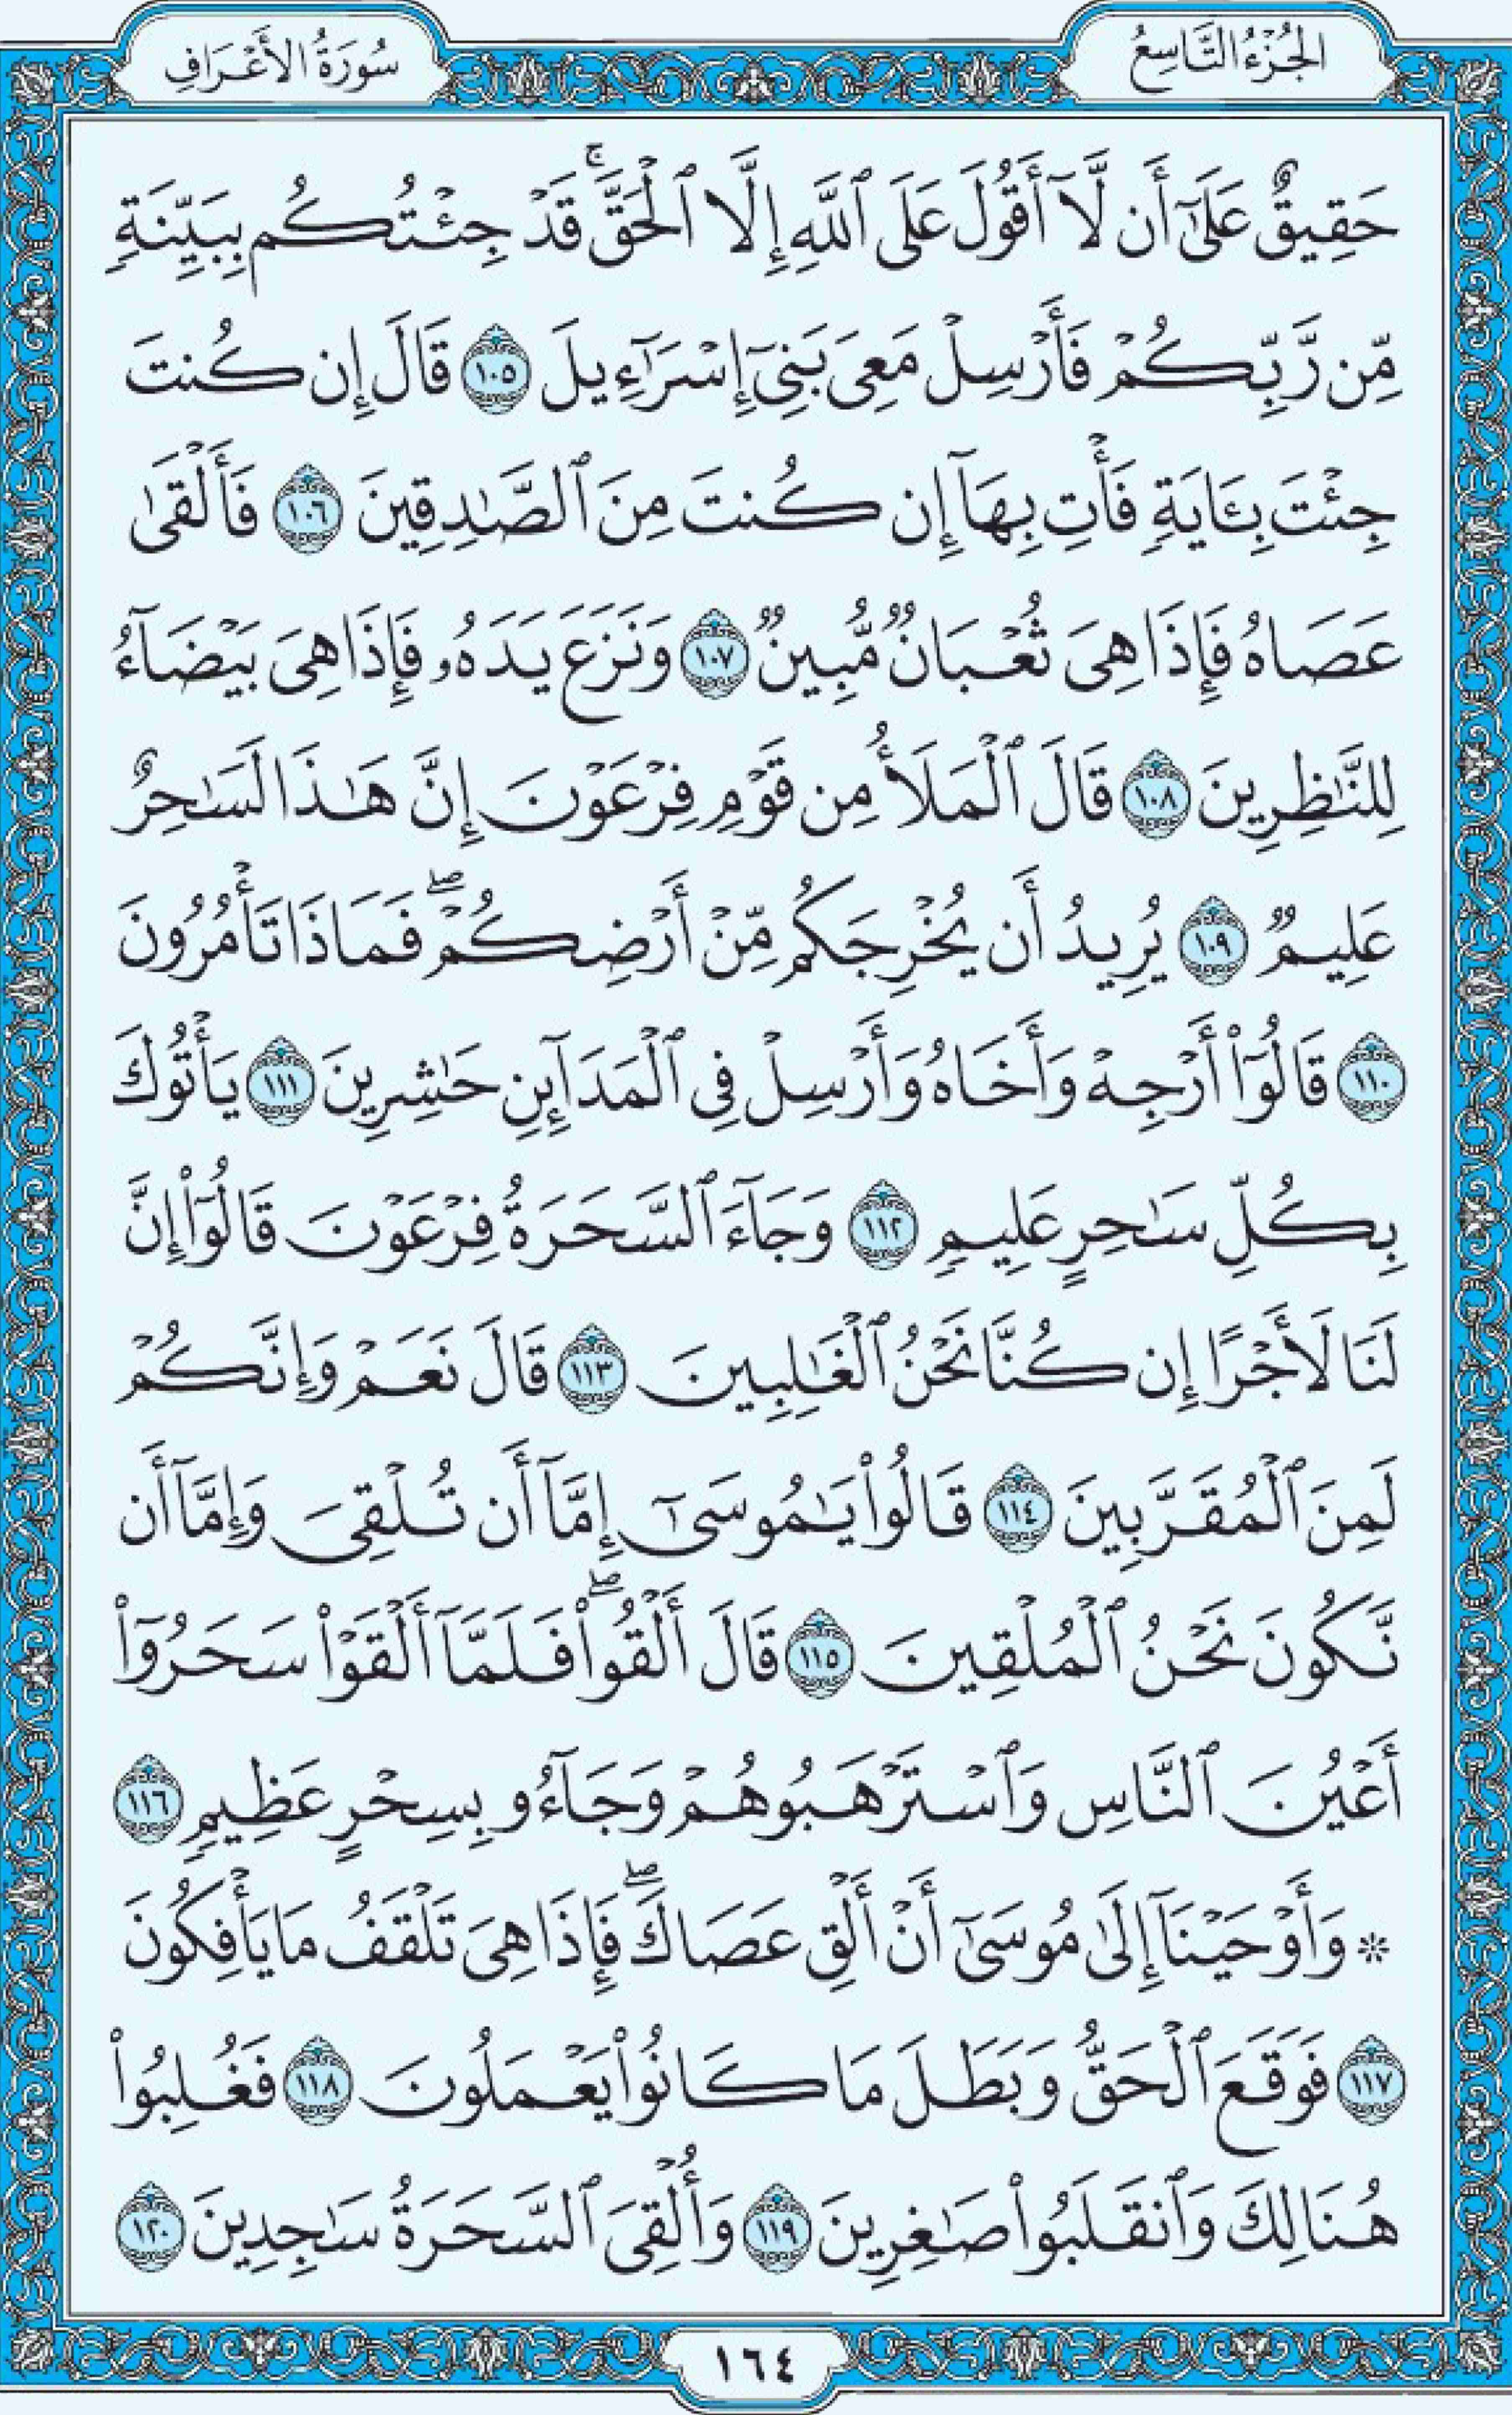 الجُزْءُ التَّاسِعُ
سُورَةُ الأَعْرَافِ
حَقِيقٌ عَلَىٰٓ أَن لَّآ أَقُولَ عَلَى ٱللَّهِ إِلَّا ٱلْحَقَّۚ قَدْ جِئْتُكُم بِبَيِّنَةٍ
مِّن رَّبِّكُمْ فَأَرْسِلْ مَعِىَ بَنِىٓ إِسْرَٰٓءِيلَ ١٠٥ قَالَ إِن كُنتَ
جِئْتَ بِـَٔايَةٍ فَأْتِ بِهَآ إِن كُنتَ مِنَ ٱلصَّـٰدِقِينَ ١٠٦ فَأَلْقَىٰ
عَصَاهُ فَإِذَا هِىَ ثُعْبَانٌ مُّبِينٌ ١٠٧ وَنَزَعَ يَدَهُۥ فَإِذَا هِىَ بَيْضَآءُ
لِلنَّـٰظِرِينَ ١٠٨ قَالَ ٱلْمَلَأُ مِن قَوْمِ فِرْعَوْنَ إِنَّ هَـٰذَا لَسَـٰحِرٌ
عَلِيمٌ ١٠٩ يُرِيدُ أَن يُخْرِجَكُم مِّنْ أَرْضِكُمْۖ فَمَاذَا تَأْمُرُونَ
١١٠ قَالُوٓا۟ أَرْجِهْ وَأَخَاهُ وَأَرْسِلْ فِى ٱلْمَدَآئِنِ حَـٰشِرِينَ ١١١ يَأْتُوكَ
بِكُلِّ سَـٰحِرٍ عَلِيمٍ ١١٢ وَجَآءَ ٱلسَّحَرَةُ فِرْعَوْنَ قَالُوٓا۟ إِنَّ
لَنَا لَأَجْرًا إِن كُنَّا نَحْنُ ٱلْغَـٰلِبِينَ ١١٣ قَالَ نَعَمْ وَإِنَّكُمْ
لَمِنَ ٱلْمُقَرَّبِينَ ١١٤ قَالُوا۟ يَـٰمُوسَىٰٓ إِمَّآ أَن تُلْقِىَ وَإِمَّآ أَن
نَّكُونَ نَحْنُ ٱلْمُلْقِينَ ١١٥ قَالَ أَلْقُوا۟ۖ فَلَمَّآ أَلْقَوْا۟ سَحَرُوٓا۟
أَعْيُنَ ٱلنَّاسِ وَٱسْتَرْهَبُوهُمْ وَجَآءُو بِسِحْرٍ عَظِيمٍ ١١٦
۞ وَأَوْحَيْنَآ إِلَىٰ مُوسَىٰٓ أَنْ أَلْقِ عَصَاكَۖ فَإِذَا هِىَ تَلْقَفُ مَا يَأْفِكُونَ
١١٧ فَوَقَعَ ٱلْحَقُّ وَبَطَلَ مَا كَانُوا۟ يَعْمَلُونَ ١١٨ فَغُلِبُوا۟
هُنَالِكَ وَٱنقَلَبُوا۟ صَـٰغِرِينَ ١١٩ وَأُلْقِىَ ٱلسَّحَرَةُ سَـٰجِدِينَ ١٢٠
١٦٤